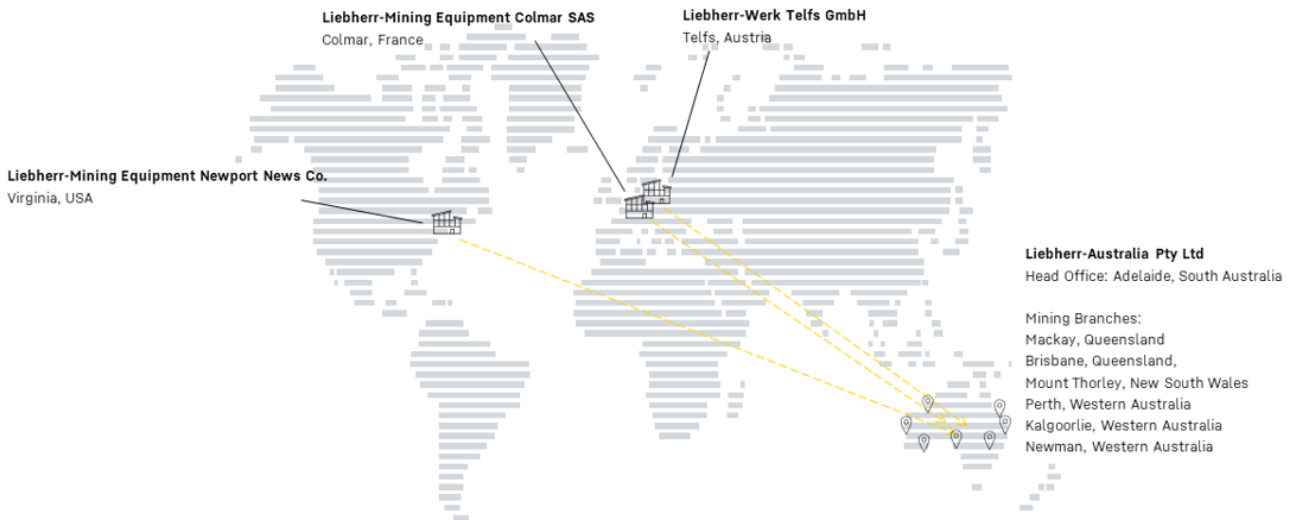 Liebherr-Mining Equipment Colmar SAS
Colmar, France
Liebherr-Werk Telfs GmbH
Telfs, Austria
Liebherr-Mining Equipment Newport News Co.
Virginia, USA
Liebherr-Australia Pty Ltd
Head Office: Adelaide, South Australia
Mining Branches:
Mackay, Queensland
Brisbane, Queensland,
Mount Thorley, New South Wales
Perth, Western Australia
Kalgoorlie, Western Australia
Newman, Western Australia